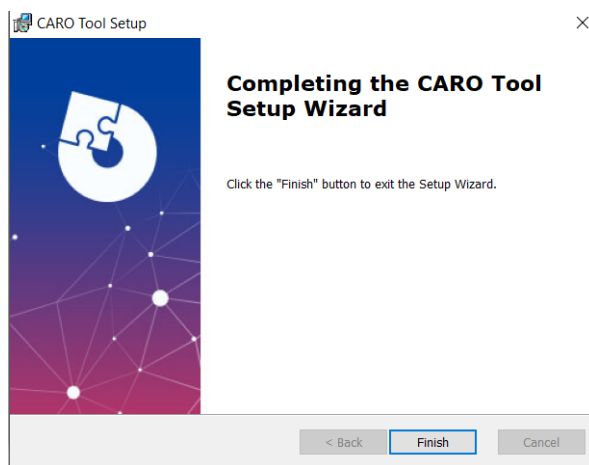 CARO Tool Setup
Completing the CARO Tool
Setup Wizard
Click the "Finish" button to exit the Setup Wizard.
< Back
Finish
Cancel